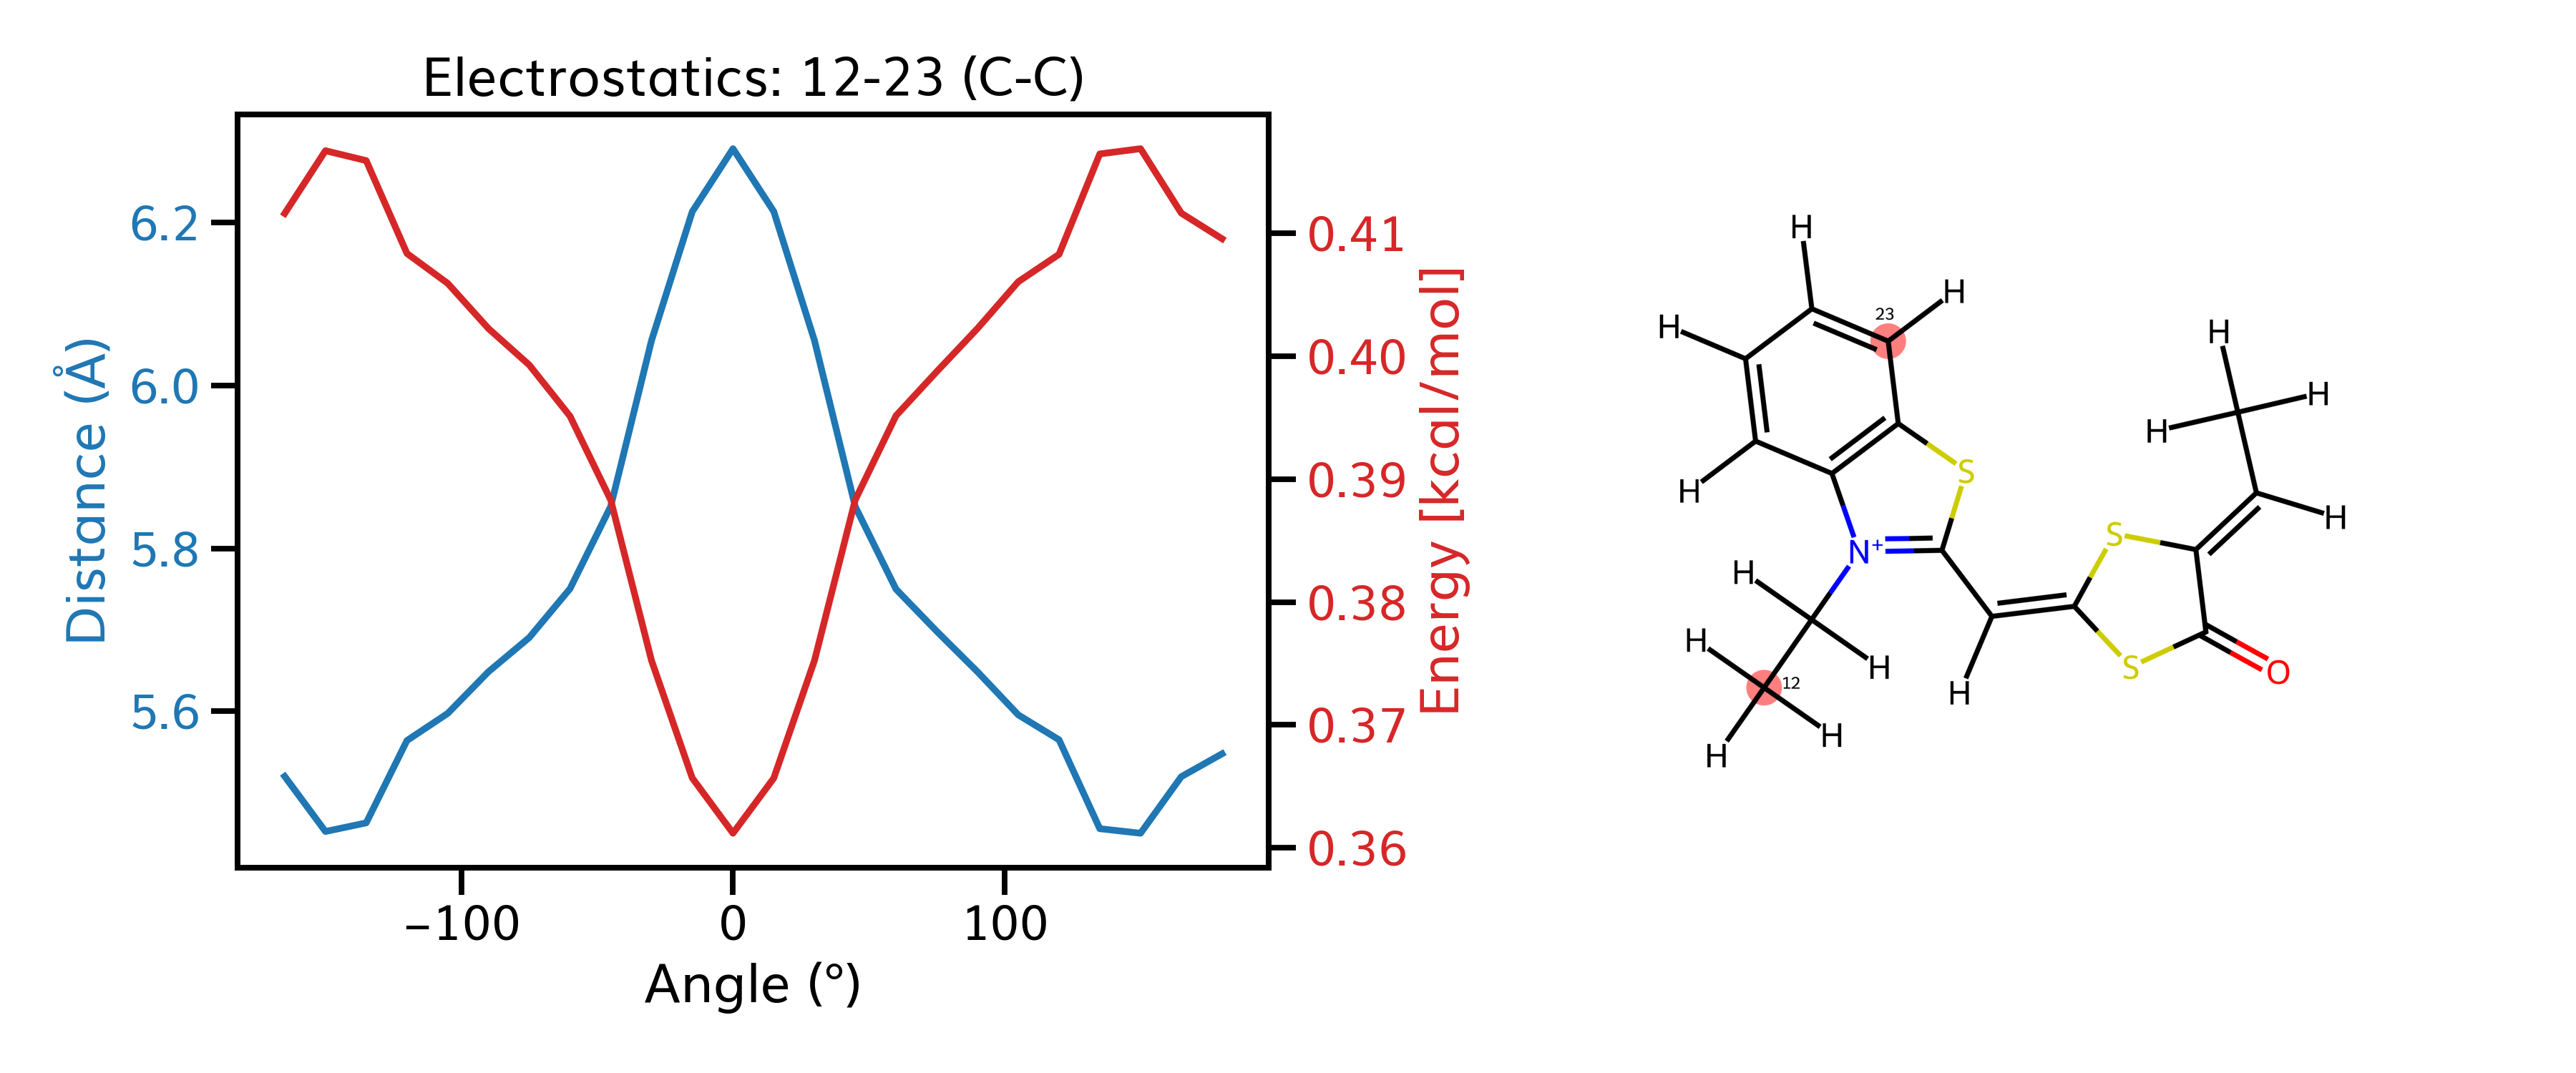 Electrostatics: 12-23 (C-C)
Distance (Å)
6.2
6.0
5.8
5.6
0.41
0.40
0.39
0.38
0.37
0.36
Energy [kcal/mol]
−100 0 100
Angle (°)
H
H
23
H
H
H
S
N+
H
H
H
12
H
H
H
H
H
H
H
S
S
O